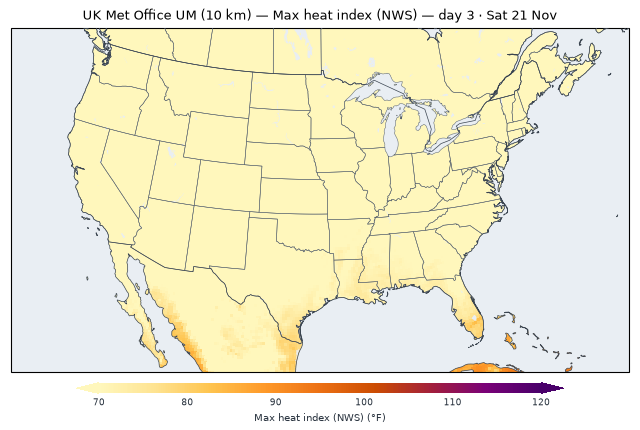 UK Met Office UM (10 km) — Max heat index (NWS) — day 3 · Sat 21 Nov
70 80 90 100 110 120
Max heat index (NWS) (°F)